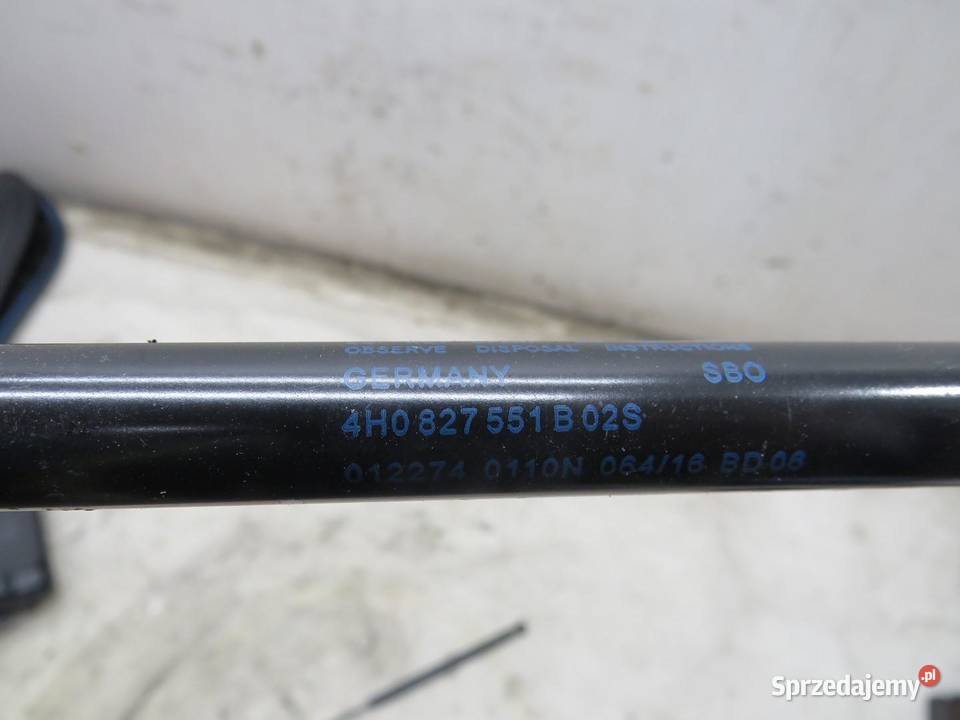 OBSERVE DISPOSAL INSTRUCTIONS
GERMANY SBO
4H0 827 551 B 02S
012274 0110N 064/16 BD 06
Sprzedajemy.pl